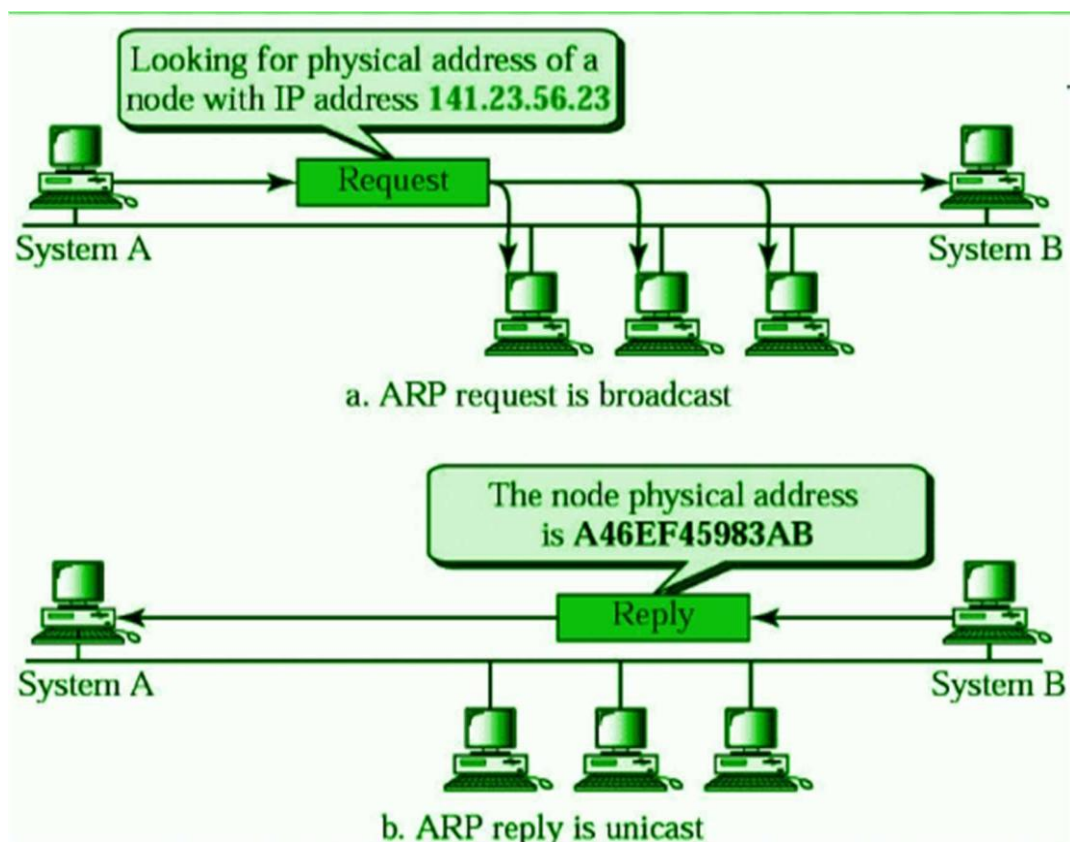 Looking for physical address of a
node with IP address 141.23.56.23
Request
System A
System B
a. ARP request is broadcast
The node physical address
is A46EF45983AB
Reply
System A
System B
b. ARP reply is unicast